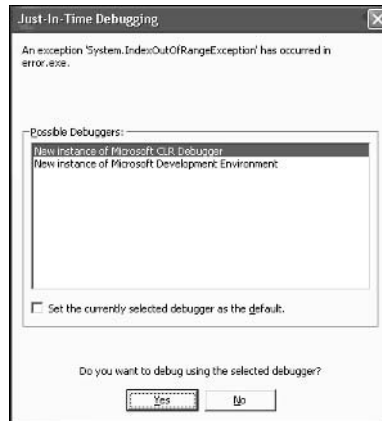 Just-In-Time Debugging
An exception 'System.IndexOutOfRangeException' has occurred in
error.exe.
Possible Debuggers:
New instance of Microsoft CLR Debugger
New instance of Microsoft Development Environment
Set the currently selected debugger as the default.
Do you want to debug using the selected debugger?
Yes
No